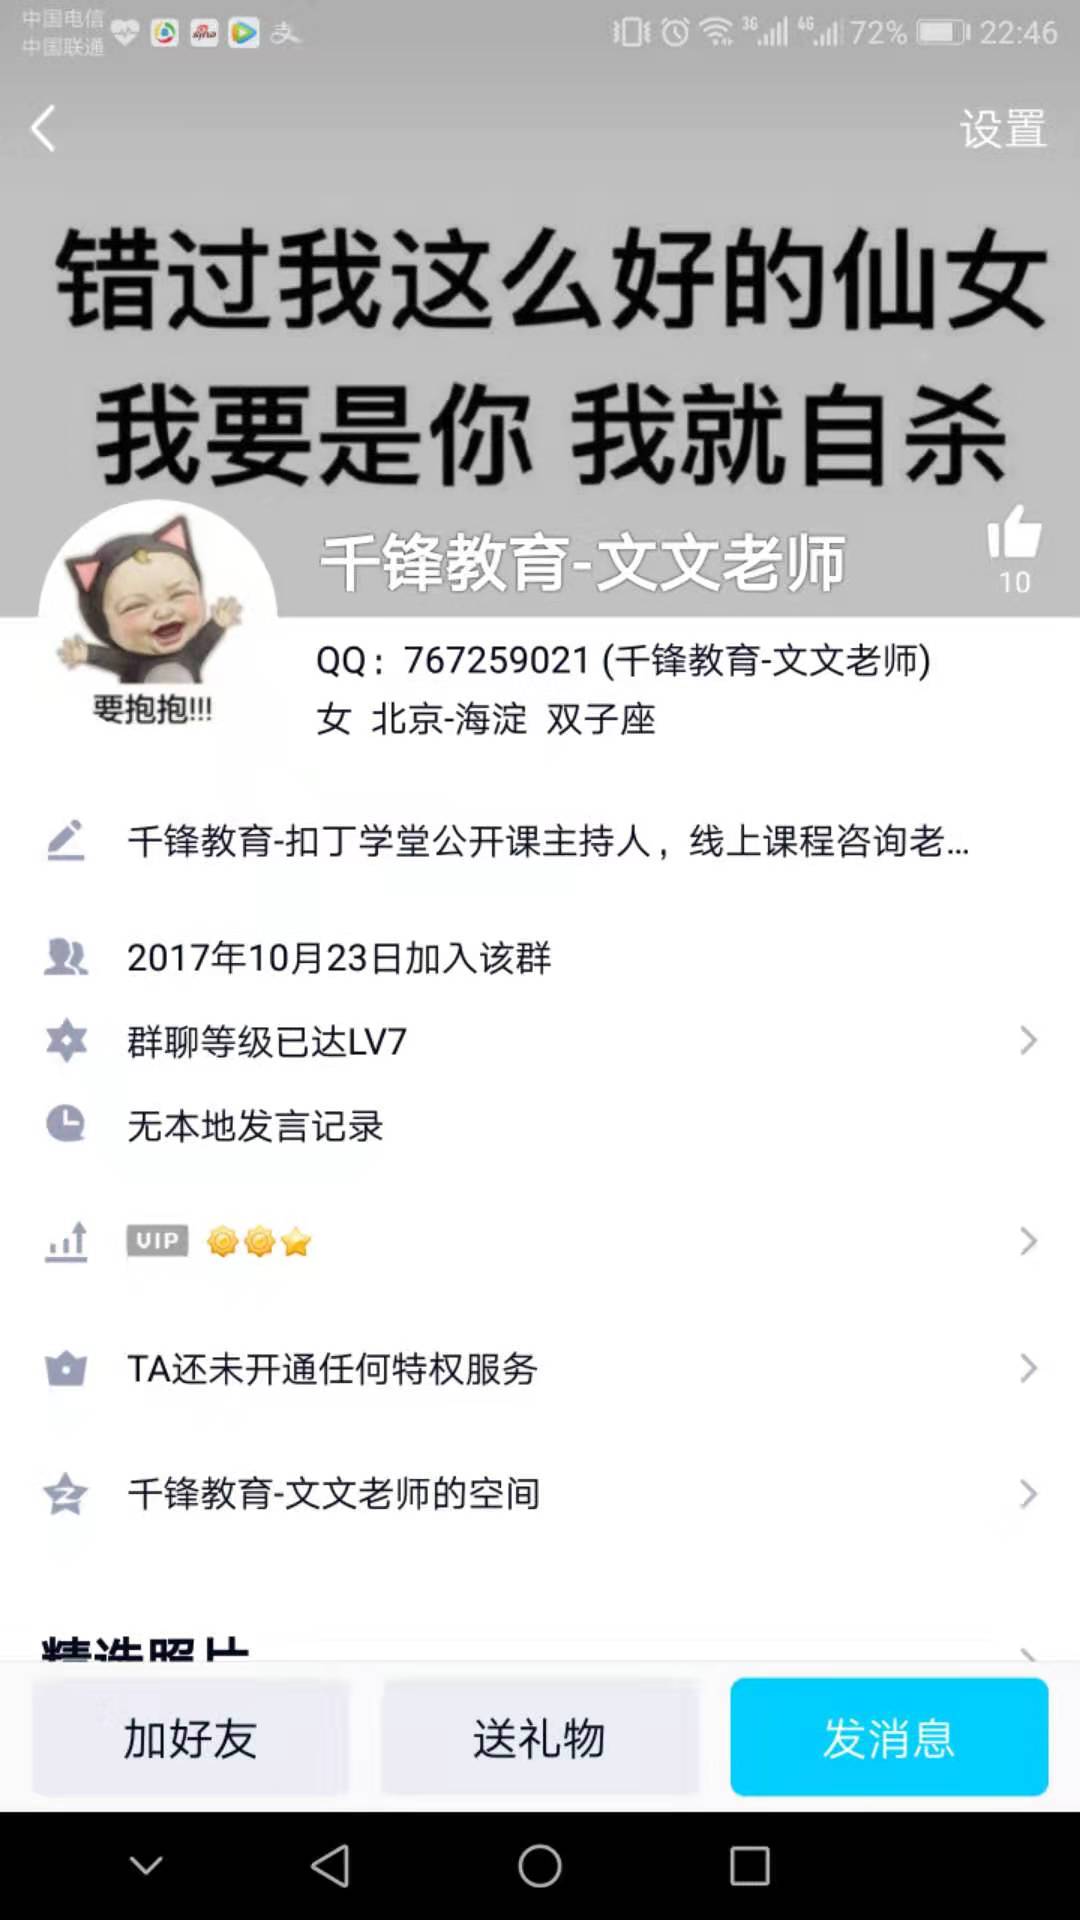 中国电信
中国联通
3G
4G
72%
22:46
设置
错过我这么好的仙女
我要是你 我就自杀
千锋教育-文文老师
10
要抱抱!!!
QQ：767259021 (千锋教育-文文老师)
女 北京-海淀 双子座
千锋教育-扣丁学堂公开课主持人，线上课程咨询老...
2017年10月23日加入该群
群聊等级已达LV7
无本地发言记录
VIP
TA还未开通任何特权服务
千锋教育-文文老师的空间
精选照片
加好友
送礼物
发消息